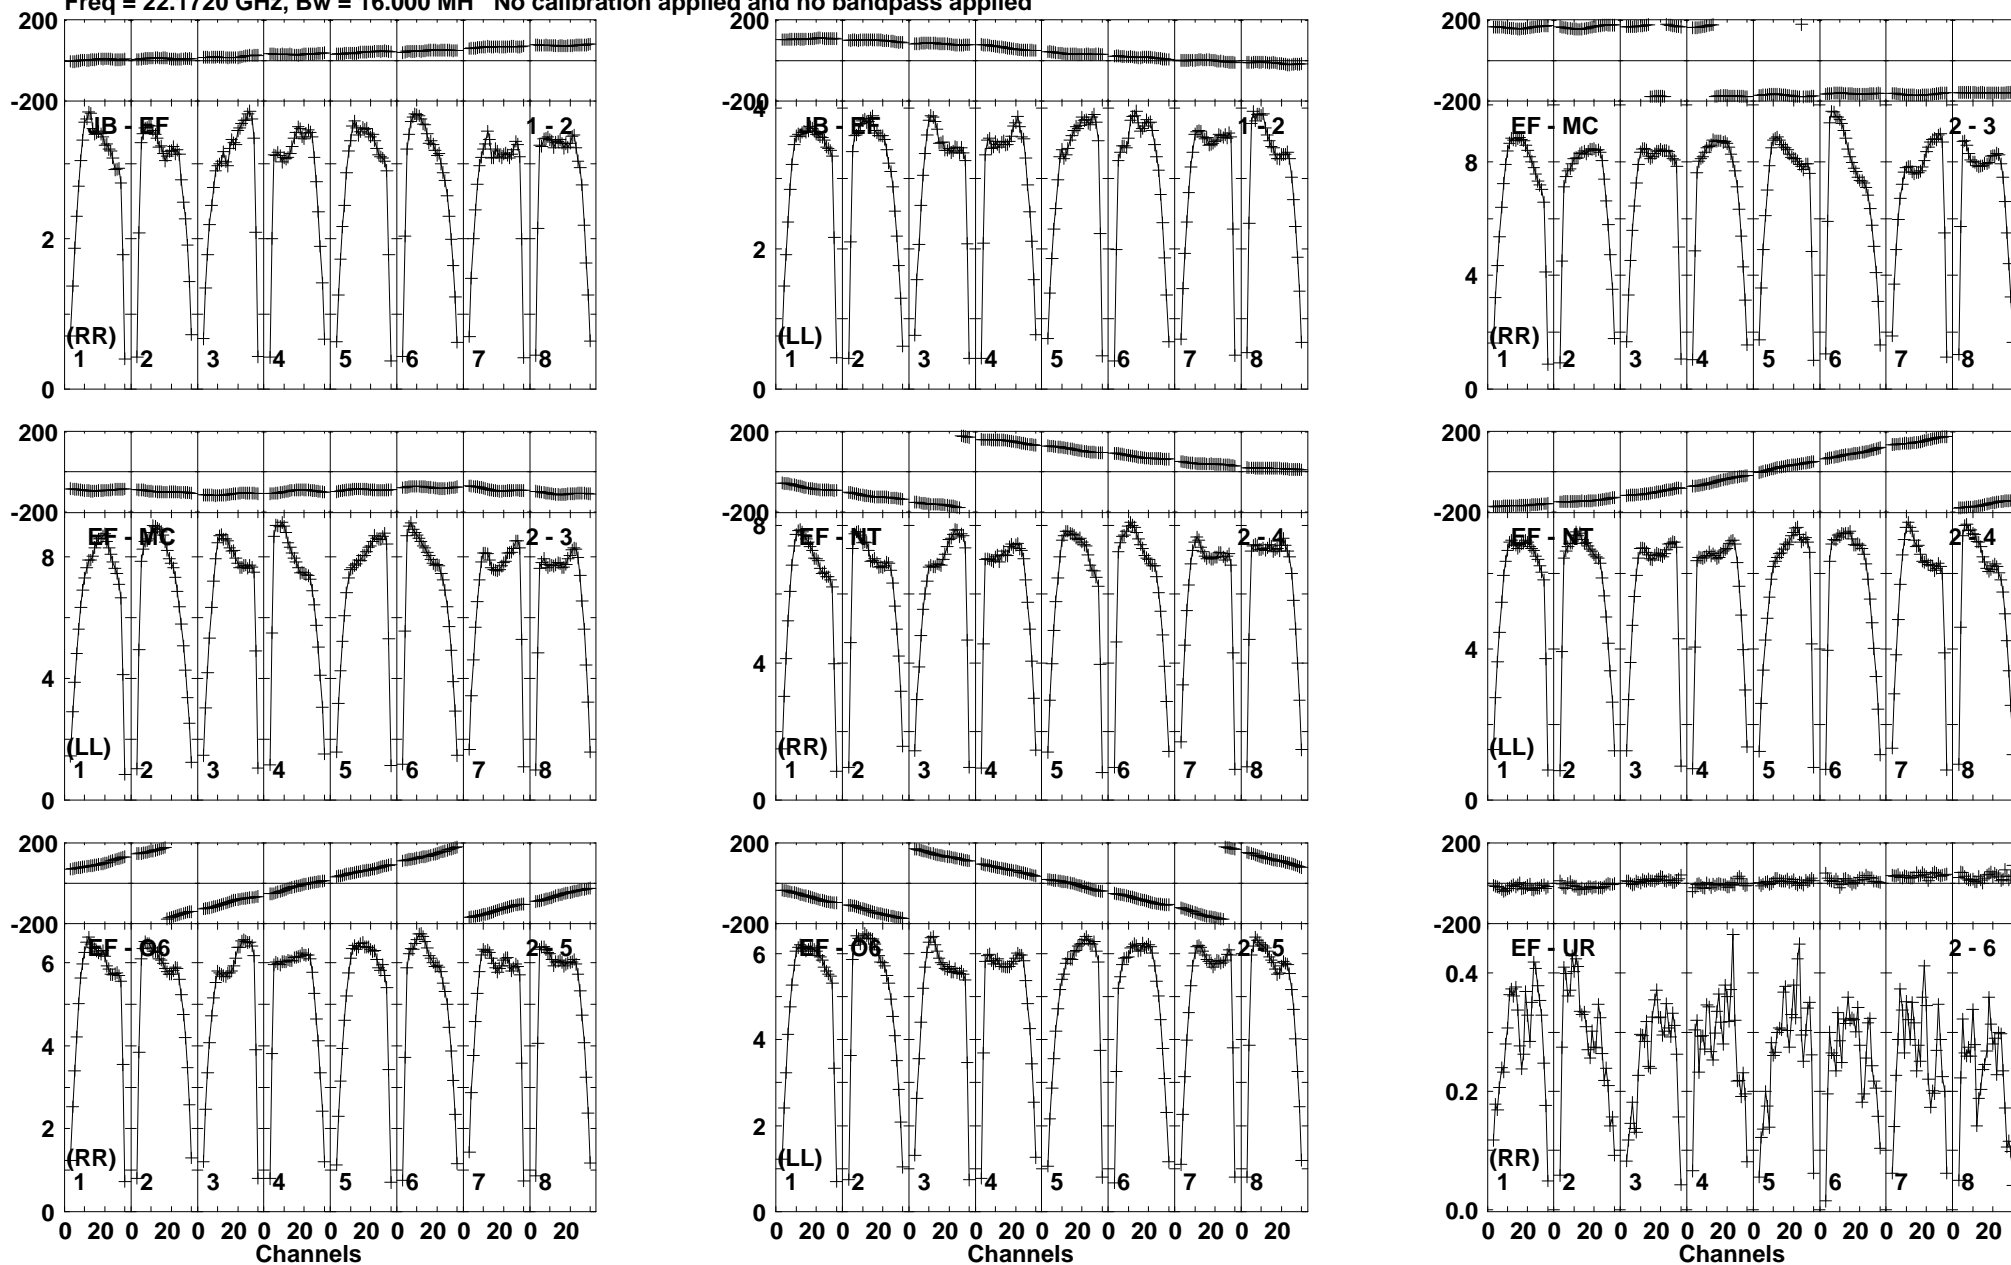 Freq = 22.1720 GHz, Bw = 16.000 MH No calibration applied and no bandpass applied
200 200 200
-200 -200 -200
JB - EF 1 - 2 4 JB - EF 1 - 2 EF - MC 2 - 3
8
2 2 4
(RR) (LL) (RR)
1 2 3 4 5 6 7 8 1 2 3 4 5 6 7 8 1 2 3 4 5 6 7 8
0 0 0
200 200 200
-200 -200 -200
EF - MC 2 - 3 8 EF - NT 2 - 4 EF - NT 2 - 4
8
4 4 4
(LL) (RR) (LL)
1 2 3 4 5 6 7 8 1 2 3 4 5 6 7 8 1 2 3 4 5 6 7 8
0 0 0
200 200 200
-200 -200 -200
EF - O6 2 - 5 EF - O6 2 - 5 EF - UR 2 - 6
6 6 0.4
4 4
2 2 0.2
(RR) (LL) (RR)
1 2 3 4 5 6 7 8 1 2 3 4 5 6 7 8 1 2 3 4 5 6 7 8
0 0 0.0
0 20 0 20 0 20 0 20 0 20 0 20 0 20 0 20 0 20 0 20 0 20 0 20 0 20 0 20 0 20 0 20 0 20 0 20 0 20 0 20 0 20 0 20 0 20 0 20
Channels Channels Channels